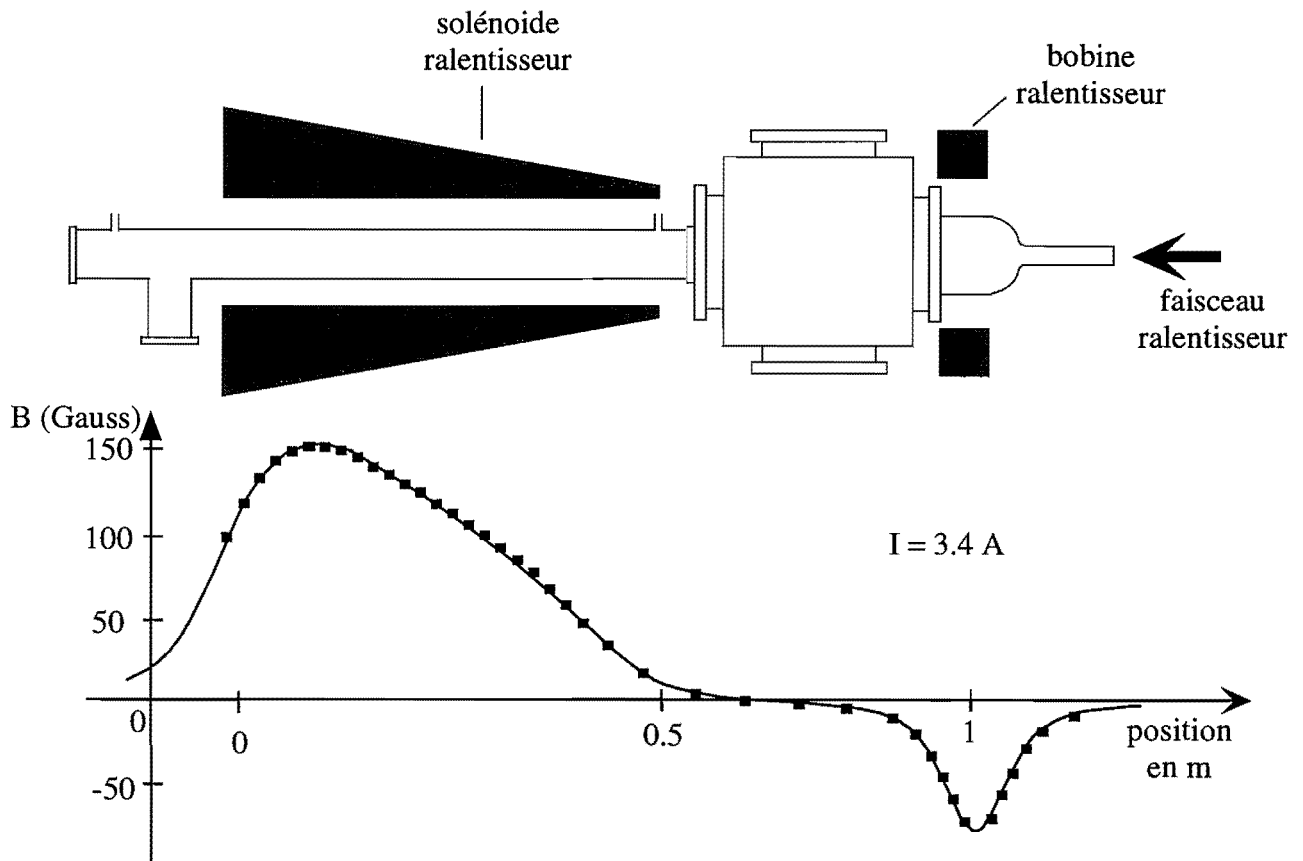 solénoide
ralentisseur
bobine
ralentisseur
faisceau
ralentisseur
B (Gauss)
150
100
50
0
-50
I = 3.4 A
0
0.5
1
position
en m